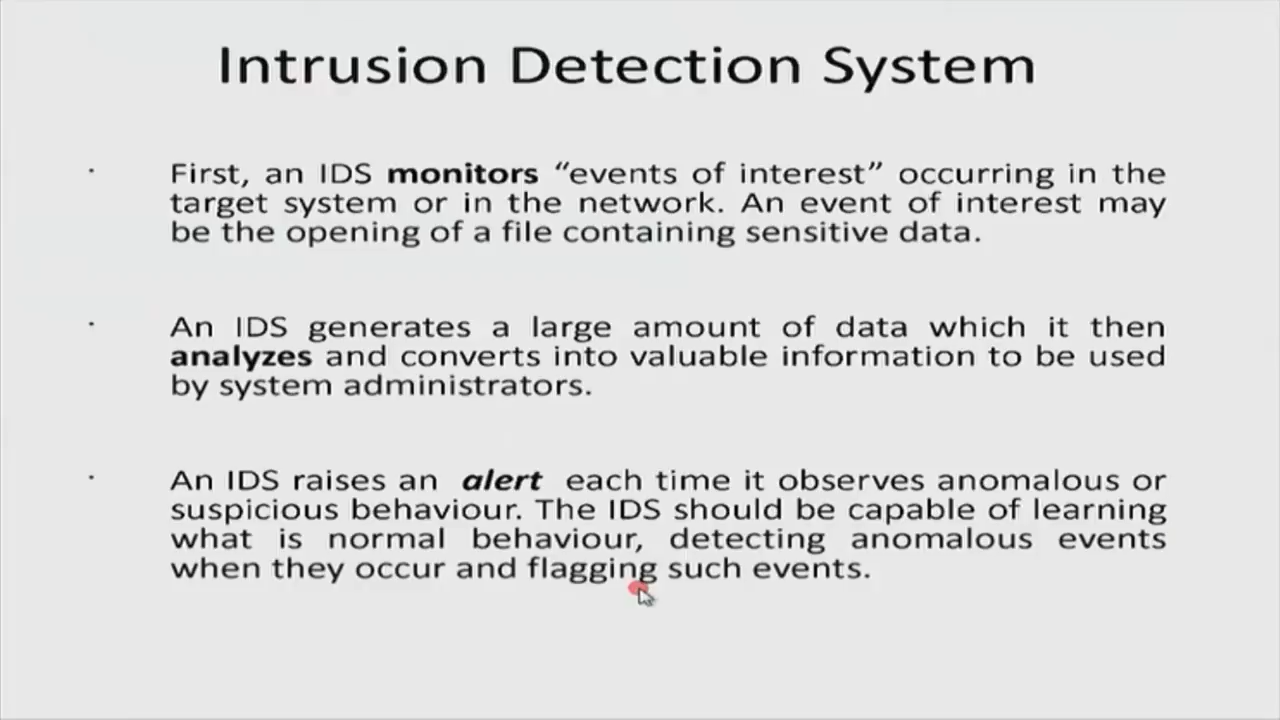 Intrusion Detection System
· First, an IDS monitors “events of interest” occurring in the
target system or in the network. An event of interest may
be the opening of a file containing sensitive data.
· An IDS generates a large amount of data which it then
analyzes and converts into valuable information to be used
by system administrators.
· An IDS raises an alert each time it observes anomalous or
suspicious behaviour. The IDS should be capable of learning
what is normal behaviour, detecting anomalous events
when they occur and flagging such events.